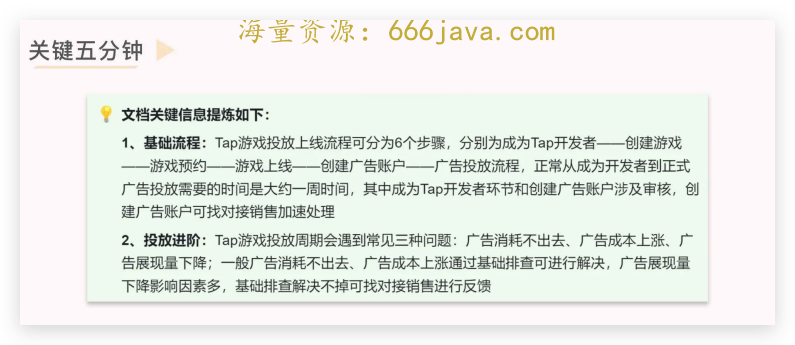 海量资源：666java.com
关键五分钟
文档关键信息提炼如下：
1、基础流程：Tap游戏投放上线流程可分为6个步骤，分别为成为Tap开发者——创建游戏
——游戏预约——游戏上线——创建广告账户——广告投放流程，正常从成为开发者到正式
广告投放需要的时间是大约一周时间，其中成为Tap开发者环节和创建广告账户涉及审核，创
建广告账户可找对接销售加速处理
2、投放进阶：Tap游戏投放周期会遇到常见三种问题：广告消耗不出去、广告成本上涨、广
告展现量下降；一般广告消耗不出去、广告成本上涨通过基础排查可进行解决，广告展现量
下降影响因素多，基础排查解决不掉可找对接销售进行反馈